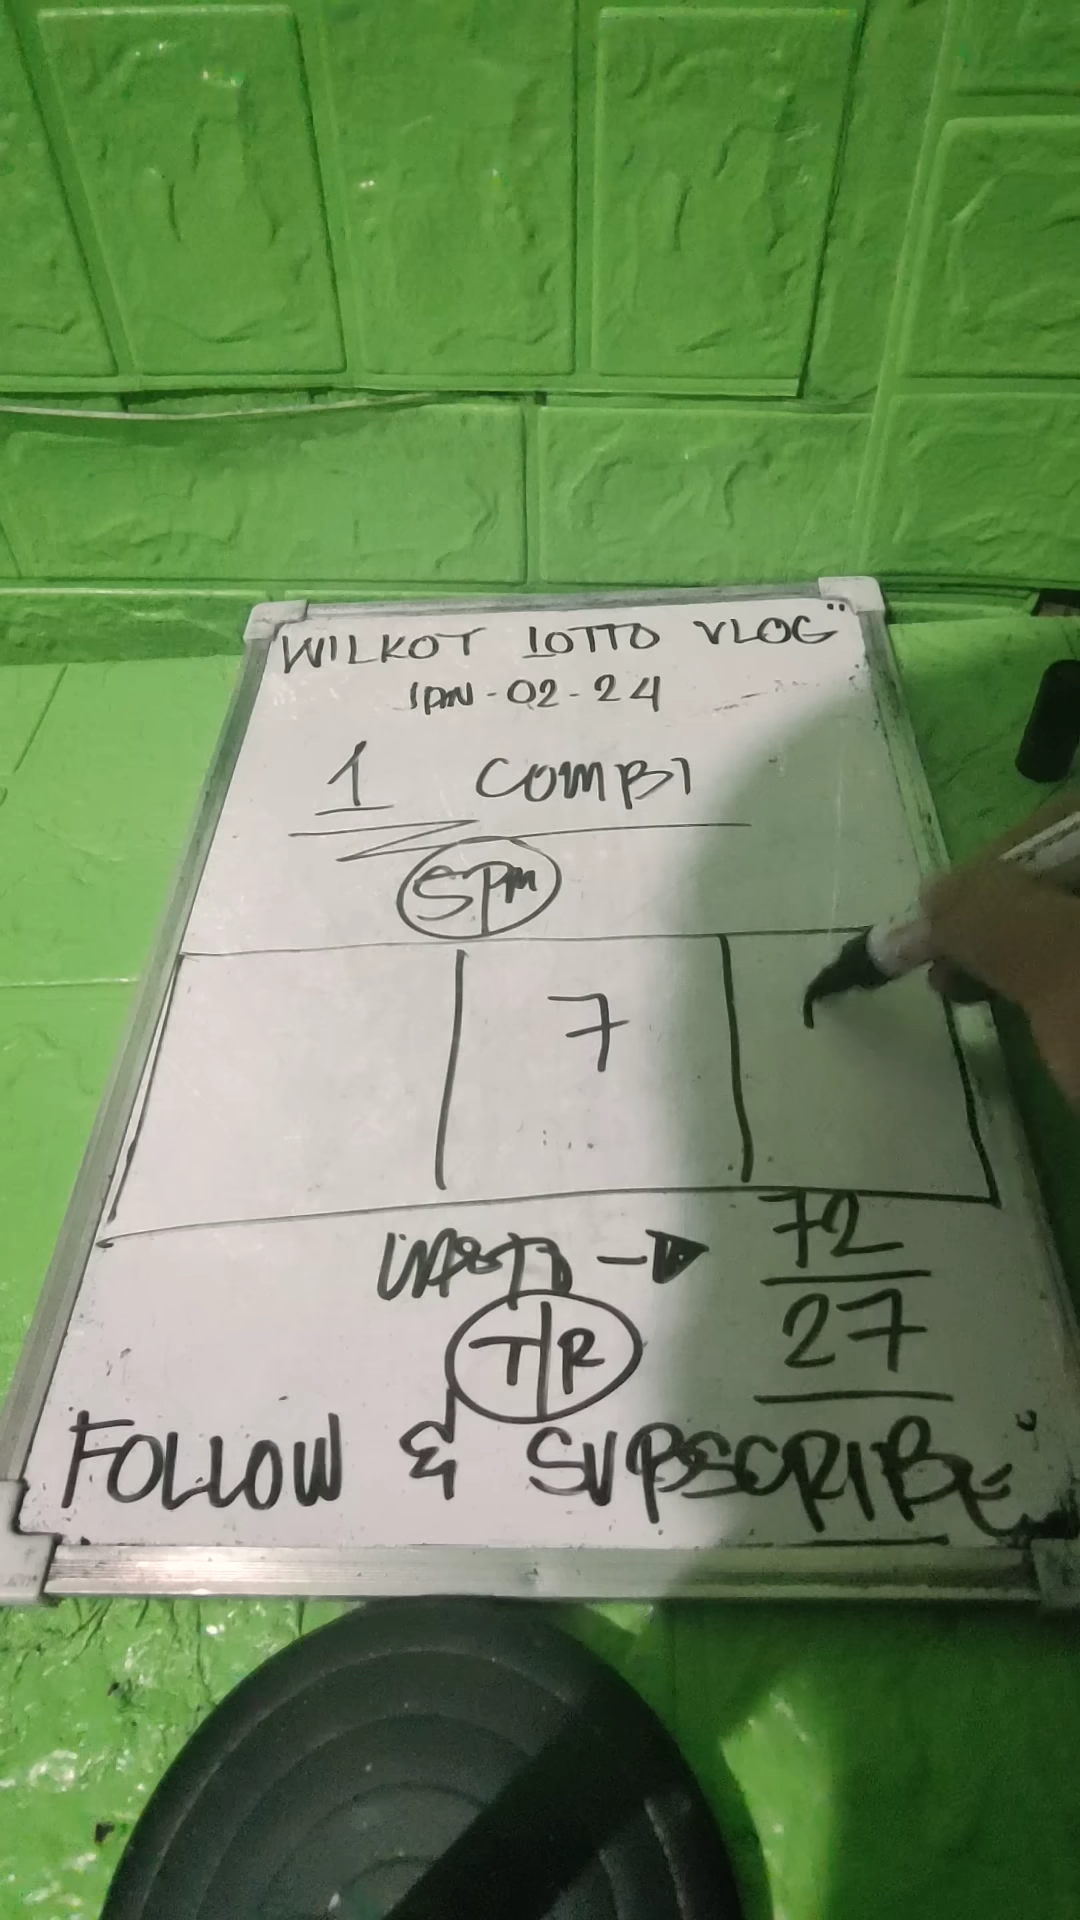 WILKOT LOTTO VLOG"
JAN-02-24
1 COMBI
5PM
7
72
27
T/R
FOLLOW & SUBSCRIBE"